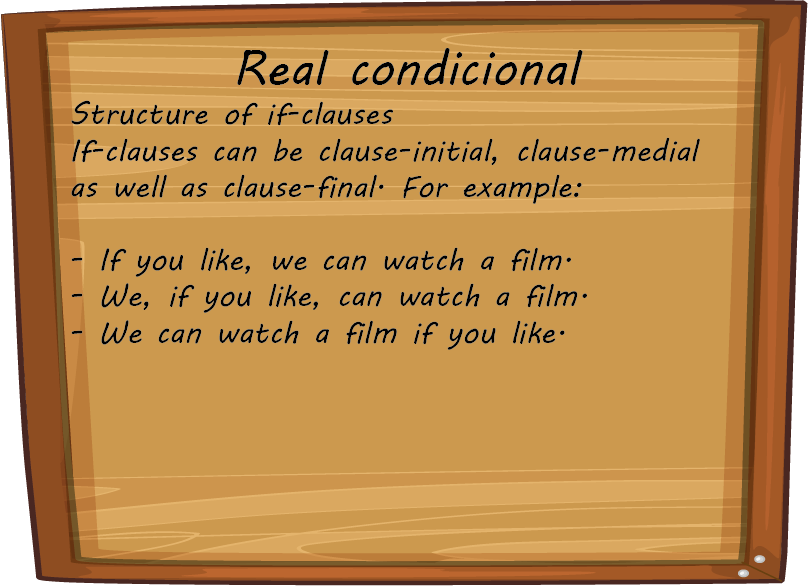 Real condicional
Structure of if-clauses
If-clauses can be clause-initial, clause-medial
as well as clause-final. For example:
- If you like, we can watch a film.
- We, if you like, can watch a film.
- We can watch a film if you like.